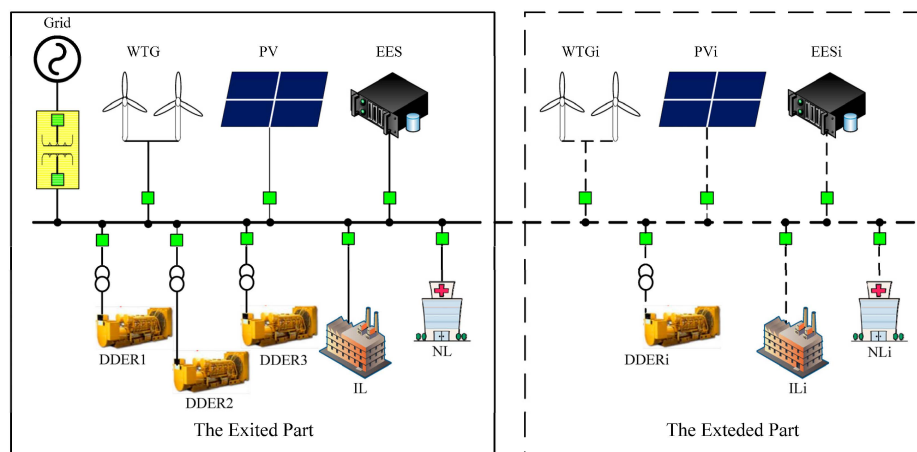 Grid
WTG
PV
EES
WTGi
PVi
EESi
DDER1
DDER2
DDER3
IL
NL
DDERi
ILi
NLi
The Exited Part
The Exteded Part